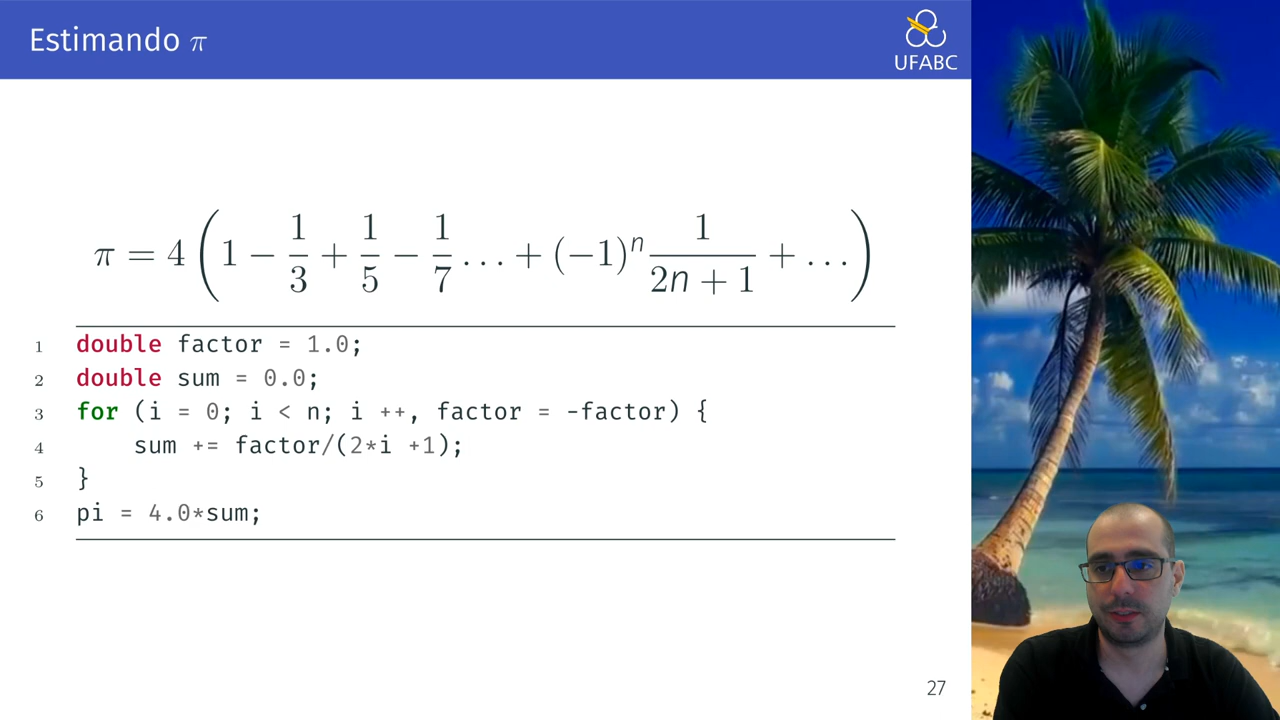 Estimando π
UFABC
π = 4 ( 1 − 1/3 + 1/5 − 1/7 … + (−1)ⁿ 1/(2n + 1) + … )
1 double factor = 1.0;
2 double sum = 0.0;
3 for (i = 0; i < n; i ++, factor = -factor) {
4     sum += factor/(2*i +1);
5 }
6 pi = 4.0*sum;
27